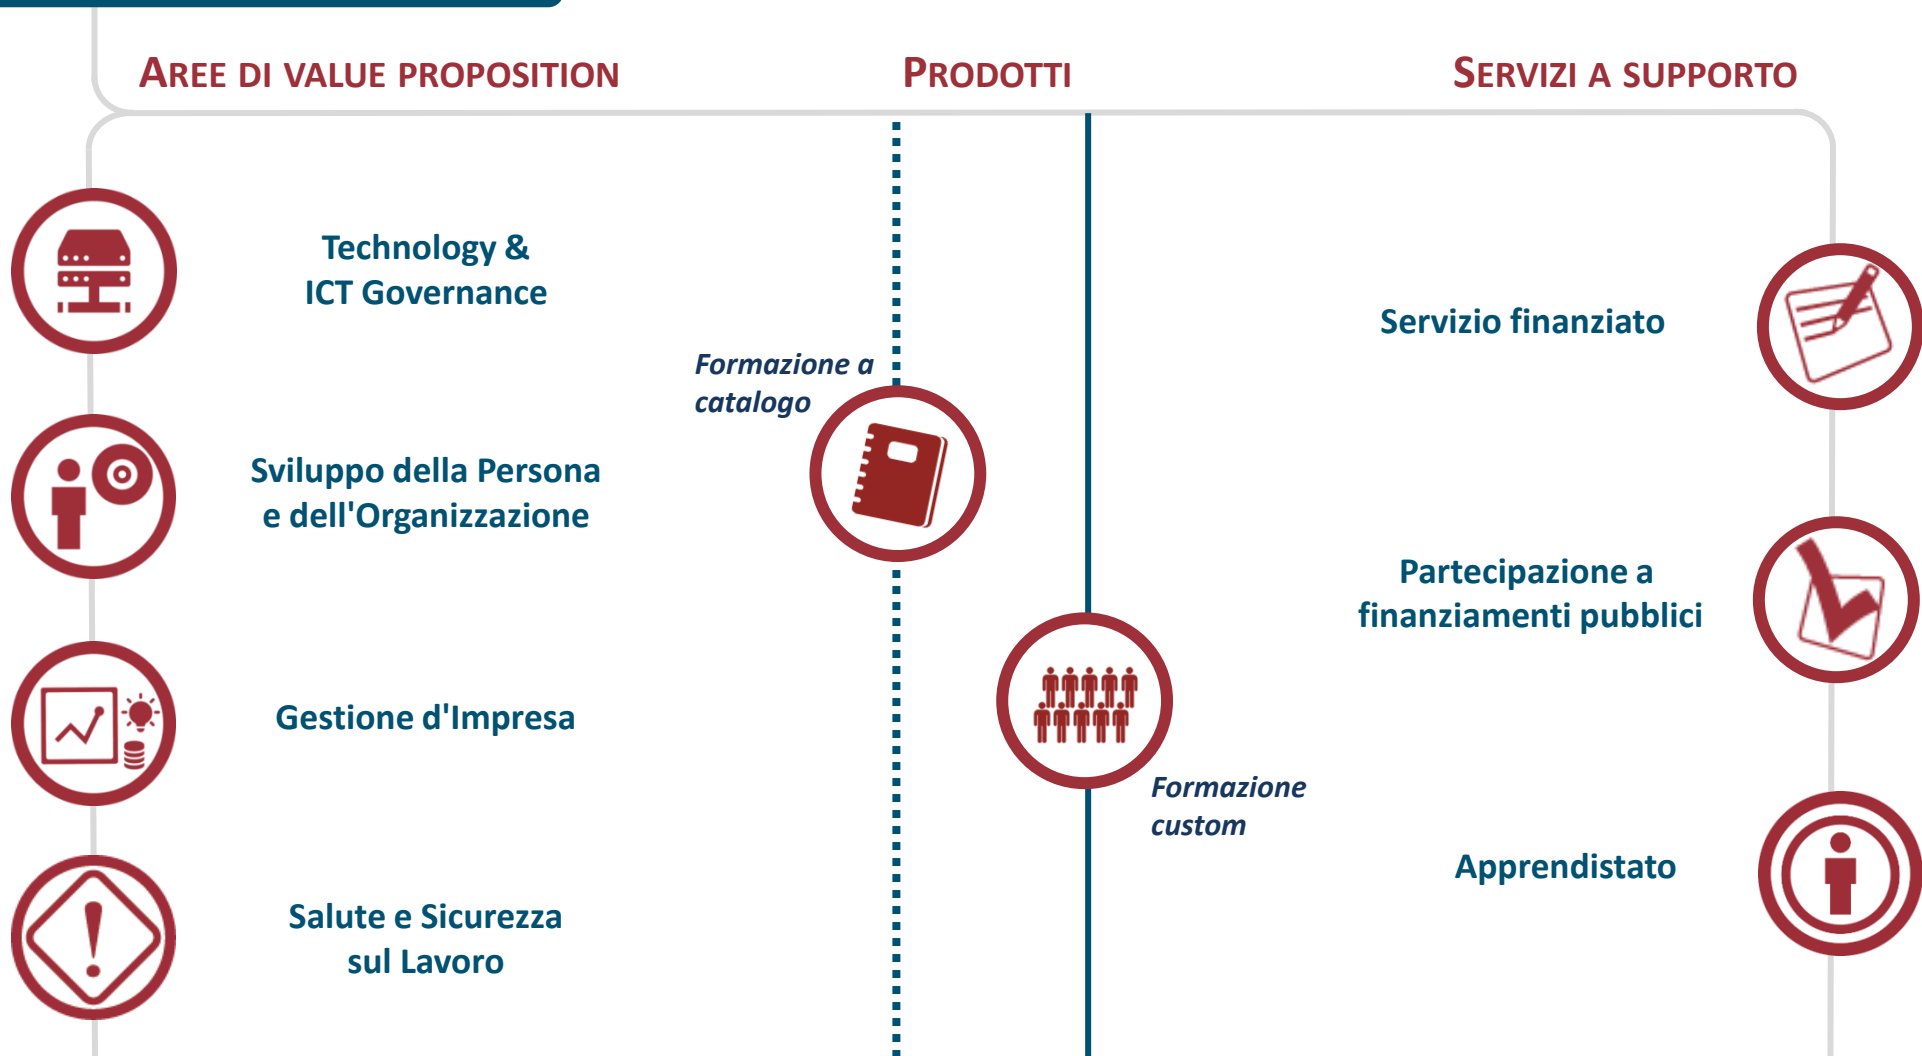 AREE DI VALUE PROPOSITION
PRODOTTI
SERVIZI A SUPPORTO
Technology &
ICT Governance
Sviluppo della Persona
e dell'Organizzazione
Gestione d'Impresa
Salute e Sicurezza
sul Lavoro
Formazione a
catalogo
Formazione
custom
Servizio finanziato
Partecipazione a
finanziamenti pubblici
Apprendistato